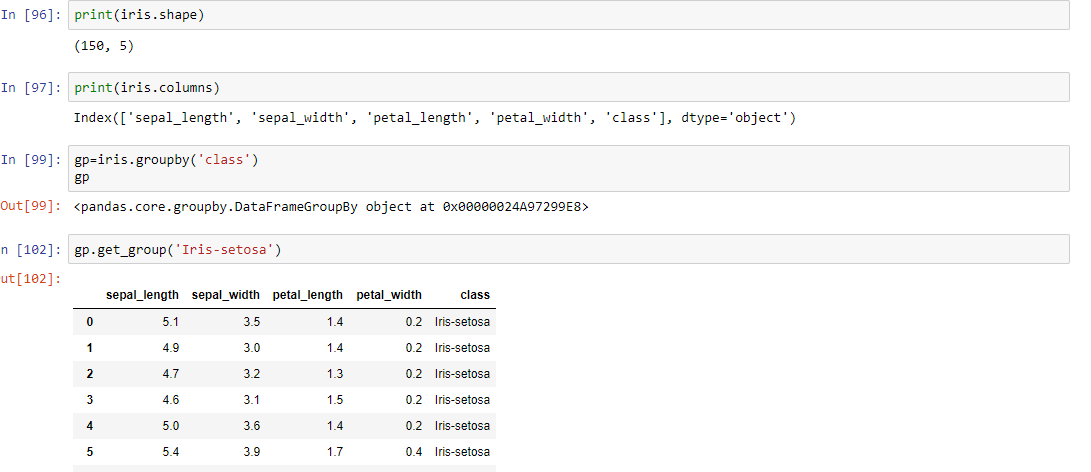 In [96]: print(iris.shape)
(150, 5)
In [97]: print(iris.columns)
Index(['sepal_length', 'sepal_width', 'petal_length', 'petal_width', 'class'], dtype='object')
In [99]: gp=iris.groupby('class')
gp
Out[99]: <pandas.core.groupby.DataFrameGroupBy object at 0x00000024A97299E8>
n [102]: gp.get_group('Iris-setosa')
ut[102]:
sepal_length sepal_width petal_length petal_width class
0 5.1 3.5 1.4 0.2 Iris-setosa
1 4.9 3.0 1.4 0.2 Iris-setosa
2 4.7 3.2 1.3 0.2 Iris-setosa
3 4.6 3.1 1.5 0.2 Iris-setosa
4 5.0 3.6 1.4 0.2 Iris-setosa
5 5.4 3.9 1.7 0.4 Iris-setosa